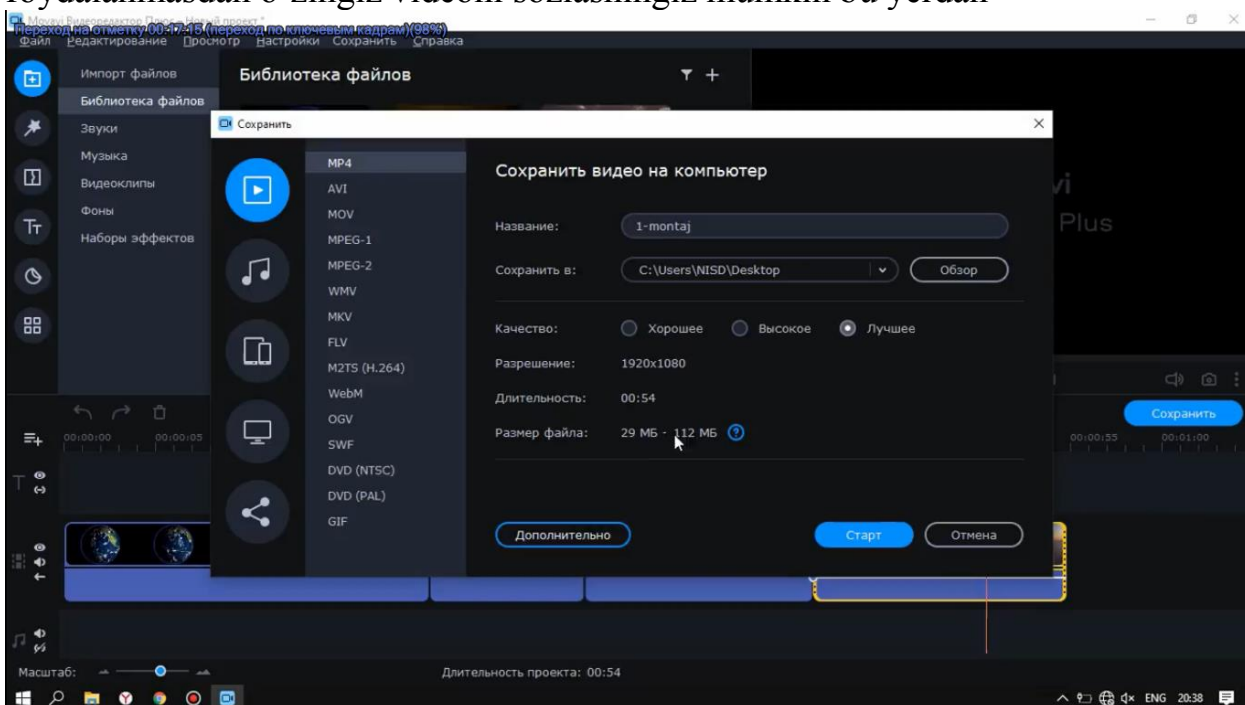 foydalanmasdan o‘zingiz videoni sozlashingiz mumkin bu yerdan
Movavi Видеоредактор Плюс – Новый проект *
Переход на отметку 00:17:15 (переход по ключевым кадрам)(98%)
Файл Редактирование Просмотр Настройки Сохранить Справка
Импорт файлов
Библиотека файлов
Звуки
Музыка
Видеоклипы
Фоны
Наборы эффектов
Библиотека файлов
Сохранить
MP4
AVI
MOV
MPEG-1
MPEG-2
WMV
MKV
FLV
M2TS (H.264)
WebM
OGV
SWF
DVD (NTSC)
DVD (PAL)
GIF
Сохранить видео на компьютер
Название: 1-montaj
Сохранить в: C:\Users\NISD\Desktop Обзор
Качество: Хорошее Высокое Лучшее
Разрешение: 1920x1080
Длительность: 00:54
Размер файла: 29 МБ - 112 МБ ?
Дополнительно Старт Отмена
vi
Plus
Сохранить
00:00:00 00:00:05 00:00:55 00:01:00
Масштаб: Длительность проекта: 00:54
ENG 20:38